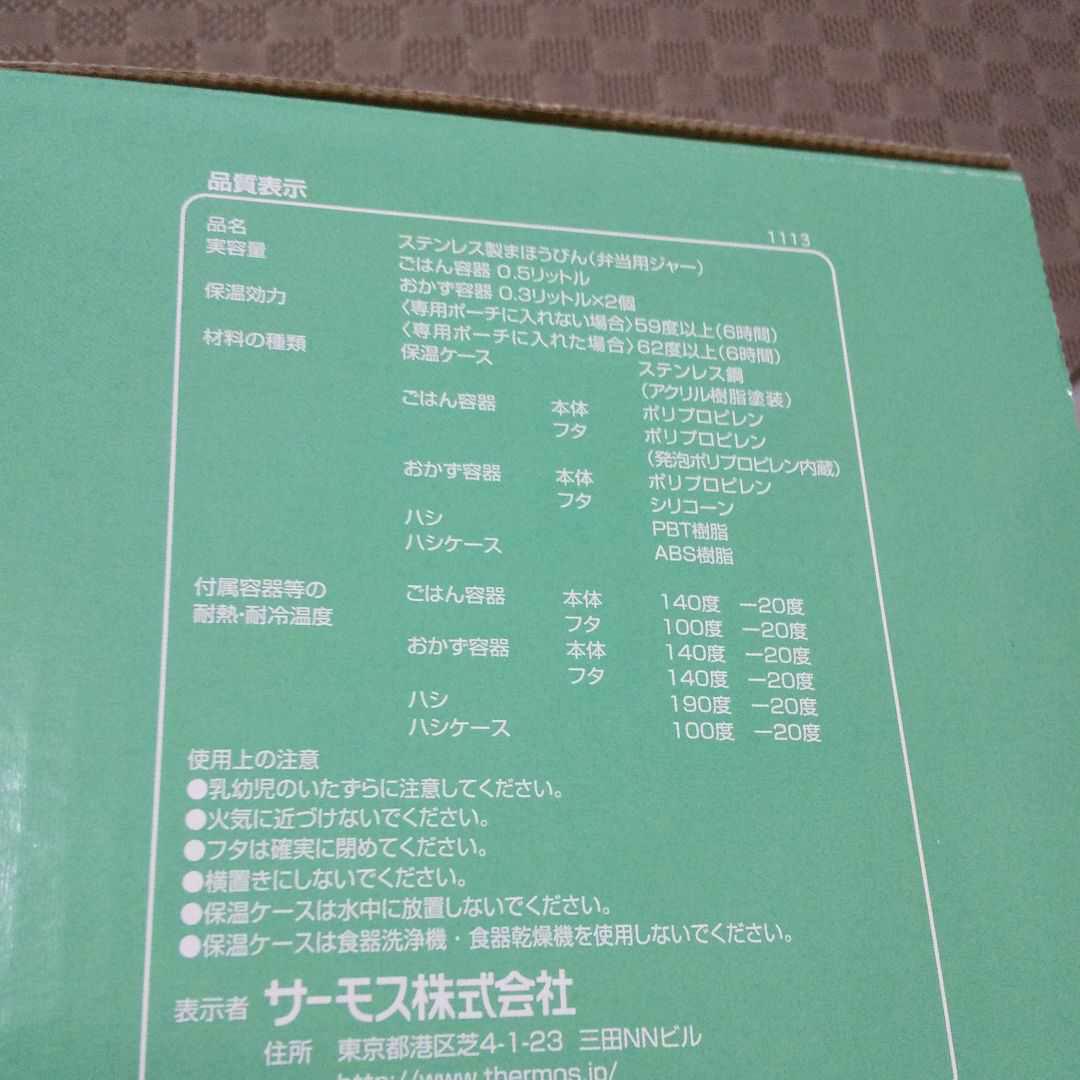 品質表示
1113
品名 ステンレス製まほうびん(弁当用ジャー)
実容量 ごはん容器 0.5リットル
おかず容器 0.3リットル×2個
保温効力 〈専用ポーチに入れない場合〉59度以上(6時間)
〈専用ポーチに入れた場合〉62度以上(6時間)
材料の種類 保温ケース ステンレス鋼
(アクリル樹脂塗装)
ごはん容器 本体 ポリプロピレン
フタ ポリプロピレン
(発泡ポリプロピレン内蔵)
おかず容器 本体 ポリプロピレン
フタ シリコーン
ハシ PBT樹脂
ハシケース ABS樹脂
付属容器等の
耐熱・耐冷温度
ごはん容器 本体 140度 −20度
フタ 100度 −20度
おかず容器 本体 140度 −20度
フタ 140度 −20度
ハシ 190度 −20度
ハシケース 100度 −20度
使用上の注意
●乳幼児のいたずらに注意してください。
●火気に近づけないでください。
●フタは確実に閉めてください。
●横置きにしないでください。
●保温ケースは水中に放置しないでください。
●保温ケースは食器洗浄機・食器乾燥機を使用しないでください。
表示者 サーモス株式会社
住所 東京都港区芝4-1-23 三田NNビル
http://www.thermos.jp/